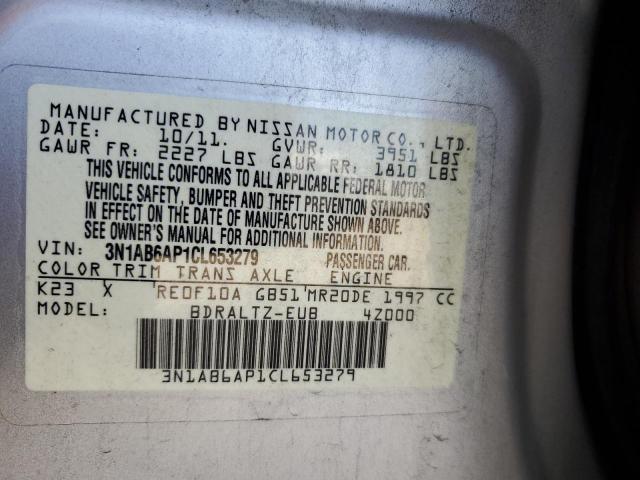 MANUFACTURED BY NISSAN MOTOR CO., LTD.
DATE: 10/11. GVWR: 3951 LBS
GAWR FR: 2227 LBS GAWR RR: 1810 LBS
THIS VEHICLE CONFORMS TO ALL APPLICABLE FEDERAL MOTOR
VEHICLE SAFETY, BUMPER AND THEFT PREVENTION STANDARDS
IN EFFECT ON THE DATE OF MANUFACTURE SHOWN ABOVE.
SEE OWNER'S MANUAL FOR ADDITIONAL INFORMATION.
VIN: 3N1AB6AP1CL653279 PASSENGER CAR.
COLOR TRIM TRANS AXLE ENGINE
K23 X RE0F10A GB51 MR20DE 1997 CC
MODEL: BDRALTZ-EUB 4Z000
3N1AB6AP1CL653279